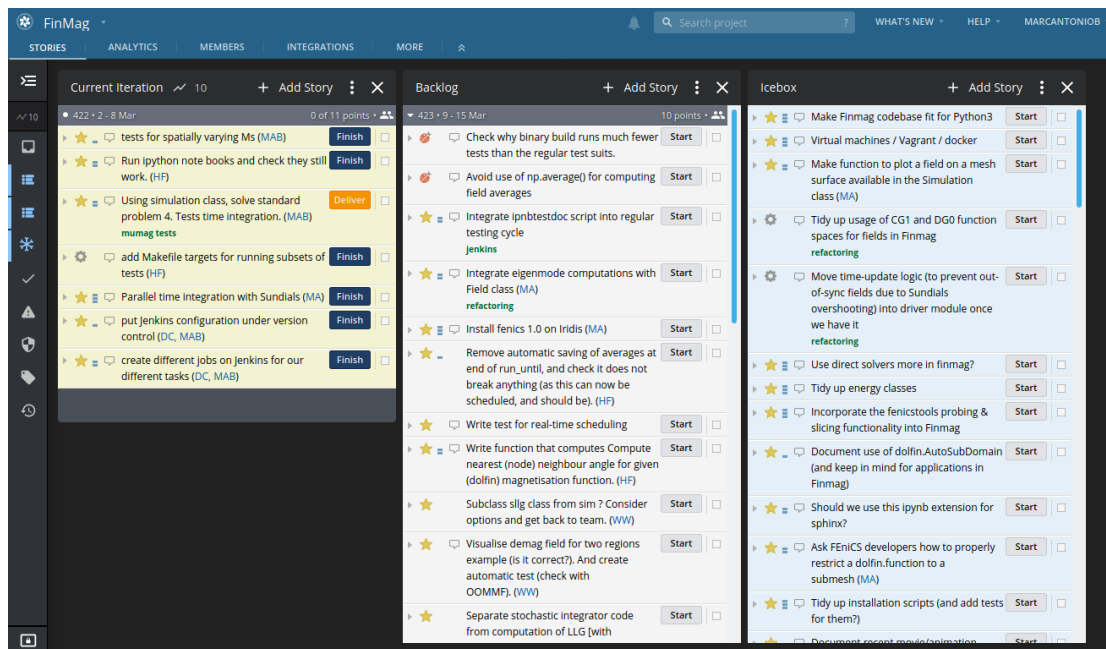 FinMag
Search project
?
WHAT'S NEW
HELP
MARCANTONIOB
STORIES
ANALYTICS
MEMBERS
INTEGRATIONS
MORE
10
Current Iteration 10
+ Add Story
422 • 2 - 8 Mar
0 of 11 points •
tests for spatially varying Ms (MAB)
Finish
Run ipython note books and check they still
work. (HF)
Finish
Using simulation class, solve standard
problem 4. Tests time integration. (MAB)
mumag tests
Deliver
add Makefile targets for running subsets of
tests (HF)
Finish
Parallel time integration with Sundials (MA)
Finish
put Jenkins configuration under version
control (DC, MAB)
Finish
create different jobs on Jenkins for our
different tasks (DC, MAB)
Finish
Backlog
+ Add Story
423 • 9 - 15 Mar
10 points •
Check why binary build runs much fewer
tests than the regular test suits.
Start
Avoid use of np.average() for computing
field averages
Start
Integrate ipnbtestdoc script into regular
testing cycle
jenkins
Start
Integrate eigenmode computations with
Field class (MA)
refactoring
Start
Install fenics 1.0 on Iridis (MA)
Start
Remove automatic saving of averages at
end of run_until, and check it does not
break anything (as this can now be
scheduled, and should be). (HF)
Start
Write test for real-time scheduling
Start
Write function that computes Compute
nearest (node) neighbour angle for given
(dolfin) magnetisation function. (HF)
Start
Subclass sllg class from sim ? Consider
options and get back to team. (WW)
Start
Visualise demag field for two regions
example (is it correct?). And create
automatic test (check with
OOMMF). (WW)
Start
Separate stochastic integrator code
from computation of LLG [with
Start
Icebox
+ Add Story
Make Finmag codebase fit for Python3
Start
Virtual machines / Vagrant / docker
Start
Make function to plot a field on a mesh
surface available in the Simulation
class (MA)
Start
Tidy up usage of CG1 and DG0 function
spaces for fields in Finmag
refactoring
Start
Move time-update logic (to prevent out-
of-sync fields due to Sundials
overshooting) into driver module once
we have it
refactoring
Start
Use direct solvers more in finmag?
Start
Tidy up energy classes
Start
Incorporate the fenicstools probing &
slicing functionality into Finmag
Start
Document use of dolfin.AutoSubDomain
(and keep in mind for applications in
Finmag)
Start
Should we use this ipynb extension for
sphinx?
Start
Ask FEniCS developers how to properly
restrict a dolfin.function to a
submesh (MA)
Start
Tidy up installation scripts (and add tests
for them?)
Start
Document recent movie/animation
Start